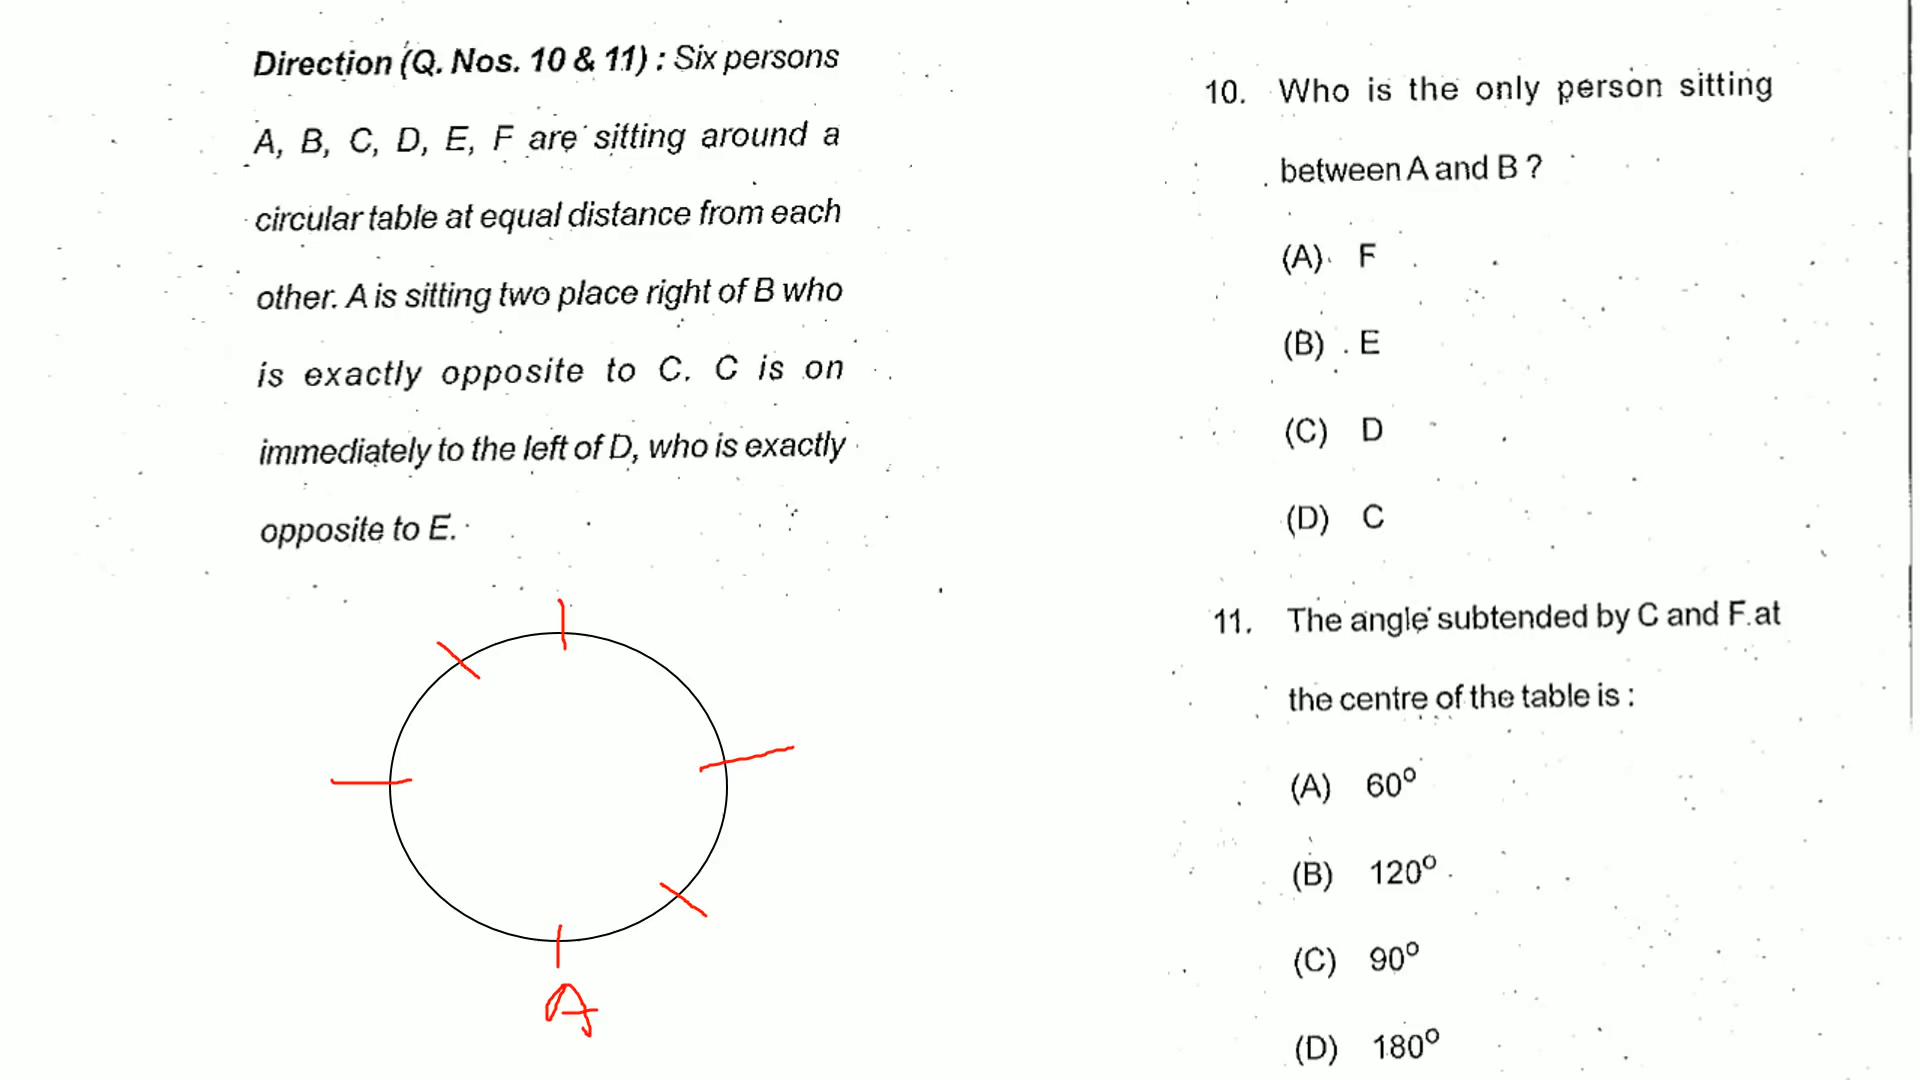 Direction (Q. Nos. 10 & 11) : Six persons
A, B, C, D, E, F are sitting around a
circular table at equal distance from each
other. A is sitting two place right of B who
is exactly opposite to C. C is on
immediately to the left of D, who is exactly
opposite to E.
A
10. Who is the only person sitting
between A and B ?
(A) F
(B) E
(C) D
(D) C
11. The angle subtended by C and F at
the centre of the table is :
(A) 60°
(B) 120°
(C) 90°
(D) 180°